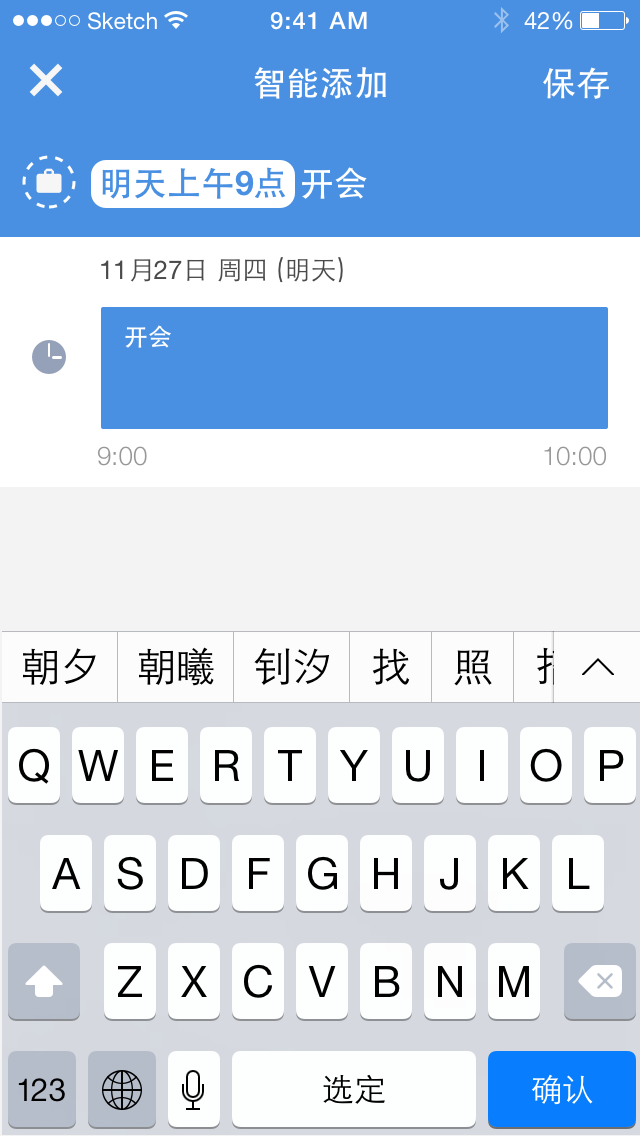 Sketch 9:41 AM 42%
智能添加 保存
明天上午9点 开会
11月27日 周四 (明天)
开会
9:00 10:00
朝夕 朝曦 钊汐 找 照
Q W E R T Y U I O P
A S D F G H J K L
Z X C V B N M
123 选定 确认